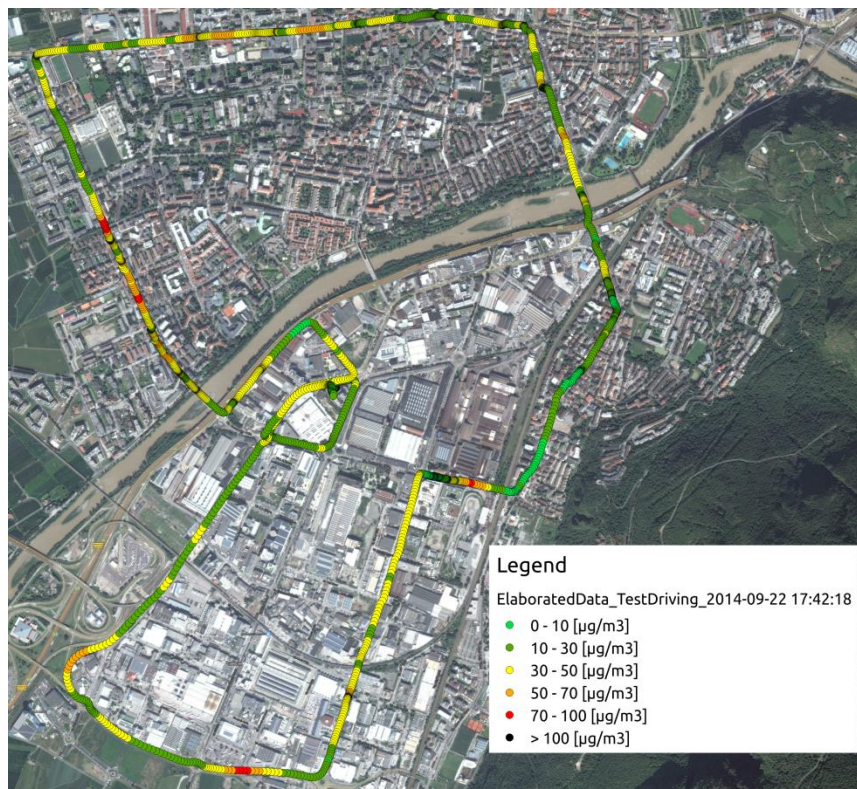 Legend
ElaboratedData_TestDriving_2014-09-22 17:42:18
0 - 10 [µg/m3]
10 - 30 [µg/m3]
30 - 50 [µg/m3]
50 - 70 [µg/m3]
70 - 100 [µg/m3]
> 100 [µg/m3]